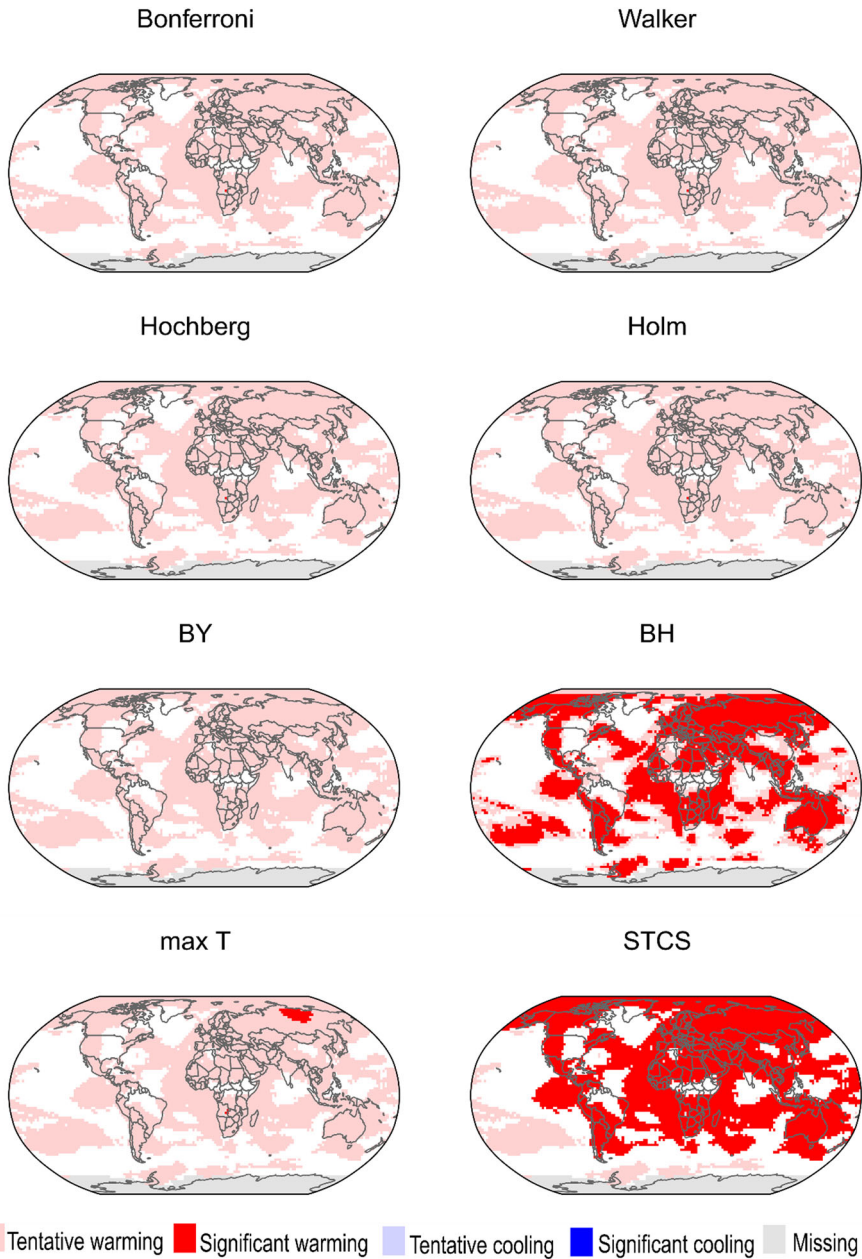 Bonferroni Walker
Hochberg Holm
BY BH
max T STCS
Tentative warming Significant warming Tentative cooling Significant cooling Missing